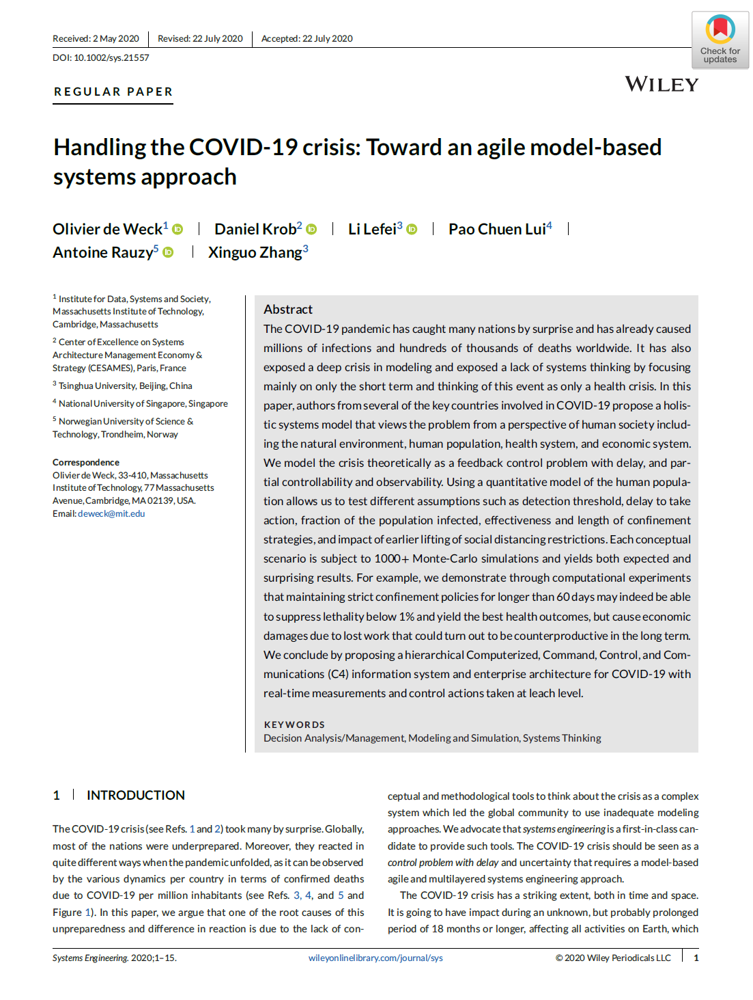 Received: 2 May 2020 | Revised: 22 July 2020 | Accepted: 22 July 2020
DOI: 10.1002/sys.21557
Check for
updates
REGULAR PAPER
WILEY
Handling the COVID-19 crisis: Toward an agile model-based
systems approach
Olivier de Weck1 | Daniel Krob2 | Li Lefei3 | Pao Chuen Lui4 |
Antoine Rauzy5 | Xinguo Zhang3
1 Institute for Data, Systems and Society,
Massachusetts Institute of Technology,
Cambridge, Massachusetts
2 Center of Excellence on Systems
Architecture Management Economy &
Strategy (CESAMES), Paris, France
3 Tsinghua University, Beijing, China
4 National University of Singapore, Singapore
5 Norwegian University of Science &
Technology, Trondheim, Norway
Correspondence
Olivier de Weck, 33-410, Massachusetts
Institute of Technology, 77 Massachusetts
Avenue, Cambridge, MA 02139, USA.
Email: deweck@mit.edu
Abstract
The COVID-19 pandemic has caught many nations by surprise and has already caused
millions of infections and hundreds of thousands of deaths worldwide. It has also
exposed a deep crisis in modeling and exposed a lack of systems thinking by focusing
mainly on only the short term and thinking of this event as only a health crisis. In this
paper, authors from several of the key countries involved in COVID-19 propose a holis-
tic systems model that views the problem from a perspective of human society includ-
ing the natural environment, human population, health system, and economic system.
We model the crisis theoretically as a feedback control problem with delay, and par-
tial controllability and observability. Using a quantitative model of the human popula-
tion allows us to test different assumptions such as detection threshold, delay to take
action, fraction of the population infected, effectiveness and length of confinement
strategies, and impact of earlier lifting of social distancing restrictions. Each conceptual
scenario is subject to 1000+ Monte-Carlo simulations and yields both expected and
surprising results. For example, we demonstrate through computational experiments
that maintaining strict confinement policies for longer than 60 days may indeed be able
to suppress lethality below 1% and yield the best health outcomes, but cause economic
damages due to lost work that could turn out to be counterproductive in the long term.
We conclude by proposing a hierarchical Computerized, Command, Control, and Com-
munications (C4) information system and enterprise architecture for COVID-19 with
real-time measurements and control actions taken at leach level.
KEYWORDS
Decision Analysis/Management, Modeling and Simulation, Systems Thinking
1 | INTRODUCTION
The COVID-19 crisis (see Refs. 1 and 2) took many by surprise. Globally,
most of the nations were underprepared. Moreover, they reacted in
quite different ways when the pandemic unfolded, as it can be observed
by the various dynamics per country in terms of confirmed deaths
due to COVID-19 per million inhabitants (see Refs. 3, 4, and 5 and
Figure 1). In this paper, we argue that one of the root causes of this
unpreparedness and difference in reaction is due to the lack of con-
ceptual and methodological tools to think about the crisis as a complex
system which led the global community to use inadequate modeling
approaches. We advocate that systems engineering is a first-in-class can-
didate to provide such tools. The COVID-19 crisis should be seen as a
control problem with delay and uncertainty that requires a model-based
agile and multilayered systems engineering approach.
The COVID-19 crisis has a striking extent, both in time and space.
It is going to have impact during an unknown, but probably prolonged
period of 18 months or longer, affecting all activities on Earth, which
Systems Engineering. 2020;1–15.
wileyonlinelibrary.com/journal/sys
© 2020 Wiley Periodicals LLC | 1